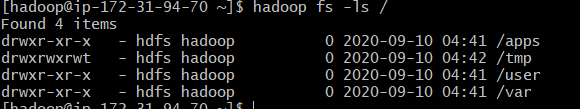 [hadoop@ip-172-31-94-70 ~]$ hadoop fs -ls /
Found 4 items
drwxr-xr-x   - hdfs hadoop          0 2020-09-10 04:41 /apps
drwxrwxrwt   - hdfs hadoop          0 2020-09-10 04:42 /tmp
drwxr-xr-x   - hdfs hadoop          0 2020-09-10 04:41 /user
drwxr-xr-x   - hdfs hadoop          0 2020-09-10 04:41 /var
[hadoop@ip-172-31-94-70 ~]$